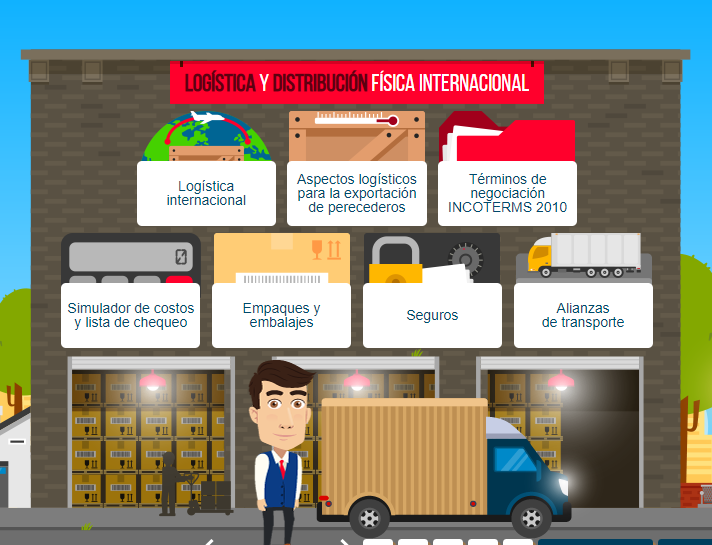 LOGÍSTICA Y DISTRIBUCIÓN FÍSICA INTERNACIONAL
Logística
internacional
Aspectos logísticos
para la exportación
de perecederos
Términos de
negociación
INCOTERMS 2010
0
Simulador de costos
y lista de chequeo
Empaques y
embalajes
Seguros
Alianzas
de transporte